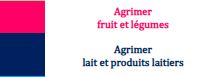 Agrimer
fruit et légumes
Agrimer
lait et produits laitiers